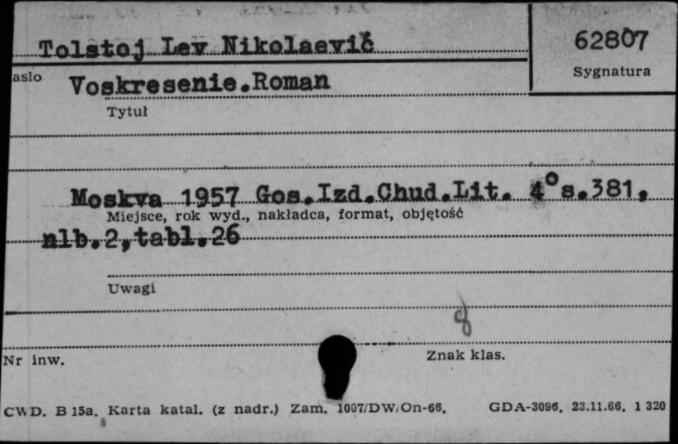 Tolstoj Lev Nikolaevič
62807
Sygnatura
asło
Voskresenie.Roman
Tytuł
Moskva 1957 Gos.Izd.Chud.Lit. 4° s.381,
Miejsce, rok wyd., nakładca, format, objętość
nlb.2,tabl.26
Uwagi
Nr inw.
Znak klas.
CWD. B 15a. Karta katal. (z nadr.) Zam. 1007/DW/On-66. GDA-3096. 23.11.66. 1 320